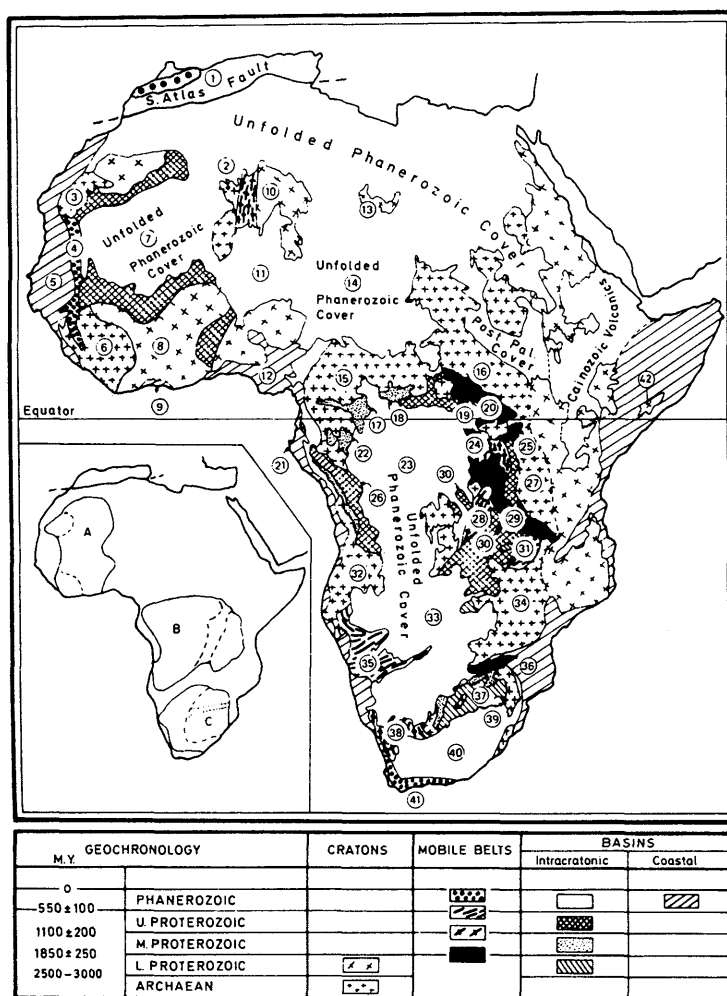 1
S. Atlas Fault
Unfolded Phanerozoic Cover
2
10
3
13
Unfolded
7
Phanerozoic
Cover
4
5
11
Unfolded
14
Phanerozoic
Cover
Post Pal.
Cover
Cainozoic Volcanics
6
8
12
15
16
42
9
Equator
17
18
19
20
21
22
23
24
25
26
30
27
Unfolded
Phanerozoic Cover
28
29
30
31
32
33
34
35
36
37
38
39
40
41
A
B
C
GEOCHRONOLOGY
CRATONS
MOBILE BELTS
BASINS
M.Y.
Intracratonic
Coastal
0
PHANEROZOIC
550 ± 100
U. PROTEROZOIC
1100 ± 200
M. PROTEROZOIC
1850 ± 250
L. PROTEROZOIC
2500 – 3000
ARCHAEAN